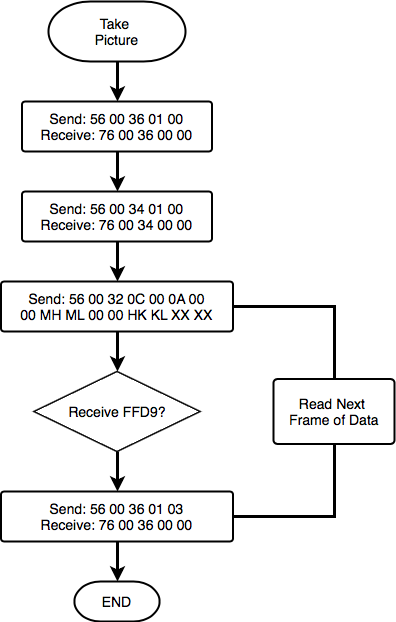 Take
Picture
Send: 56 00 36 01 00
Receive: 76 00 36 00 00
Send: 56 00 34 01 00
Receive: 76 00 34 00 00
Send: 56 00 32 0C 00 0A 00
00 MH ML 00 00 HK KL XX XX
Receive FFD9?
Read Next
Frame of Data
Send: 56 00 36 01 03
Receive: 76 00 36 00 00
END